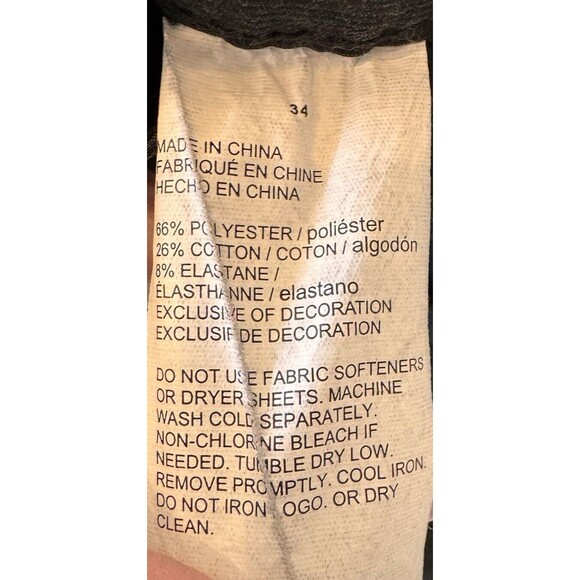 34
MADE IN CHINA
FABRIQUÉ EN CHINE
HECHO EN CHINA
66% POLYESTER / poliéster
26% COTTON / COTON / algodón
8% ELASTANE /
ÉLASTHANNE / elastano
EXCLUSIVE OF DECORATION
EXCLUSIF DE DECORATION
DO NOT USE FABRIC SOFTENERS
OR DRYER SHEETS. MACHINE
WASH COLD SEPARATELY.
NON-CHLORINE BLEACH IF
NEEDED. TUMBLE DRY LOW.
REMOVE PROMPTLY. COOL IRON.
DO NOT IRON LOGO. OR DRY
CLEAN.